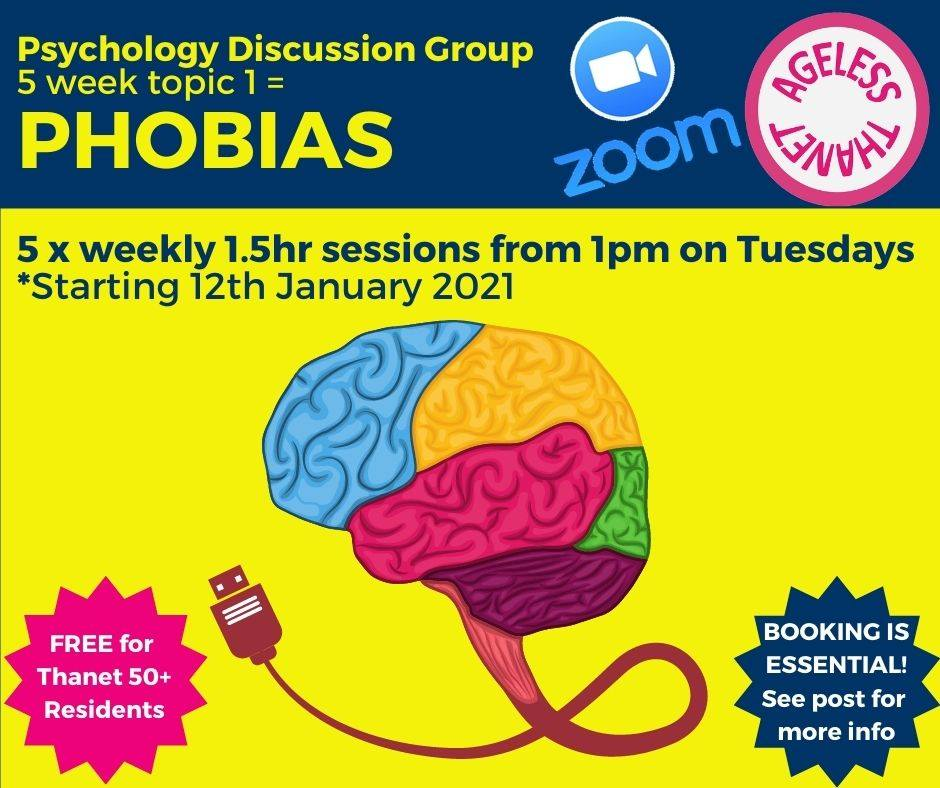 Psychology Discussion Group
5 week topic 1 =
PHOBIAS
zoom
AGELESS THANET
5 x weekly 1.5hr sessions from 1pm on Tuesdays
*Starting 12th January 2021
FREE for
Thanet 50+
Residents
BOOKING IS
ESSENTIAL!
See post for
more info